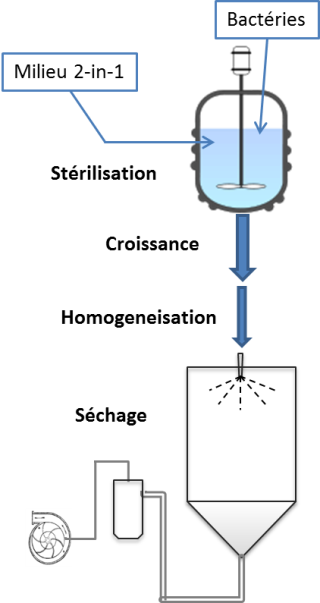 Bactéries
Milieu 2-in-1
Stérilisation
Croissance
Homogeneisation
Séchage